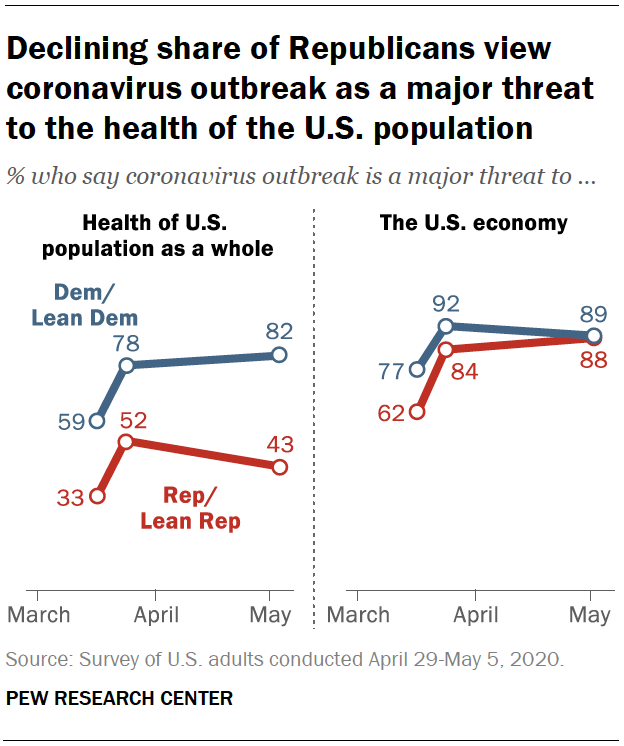 Declining share of Republicans view
coronavirus outbreak as a major threat
to the health of the U.S. population
% who say coronavirus outbreak is a major threat to ...
Health of U.S.
population as a whole
Dem/
Lean Dem
59
78
82
33
52
43
Rep/
Lean Rep
March
April
May
The U.S. economy
77
92
89
62
84
88
March
April
May
Source: Survey of U.S. adults conducted April 29-May 5, 2020.
PEW RESEARCH CENTER